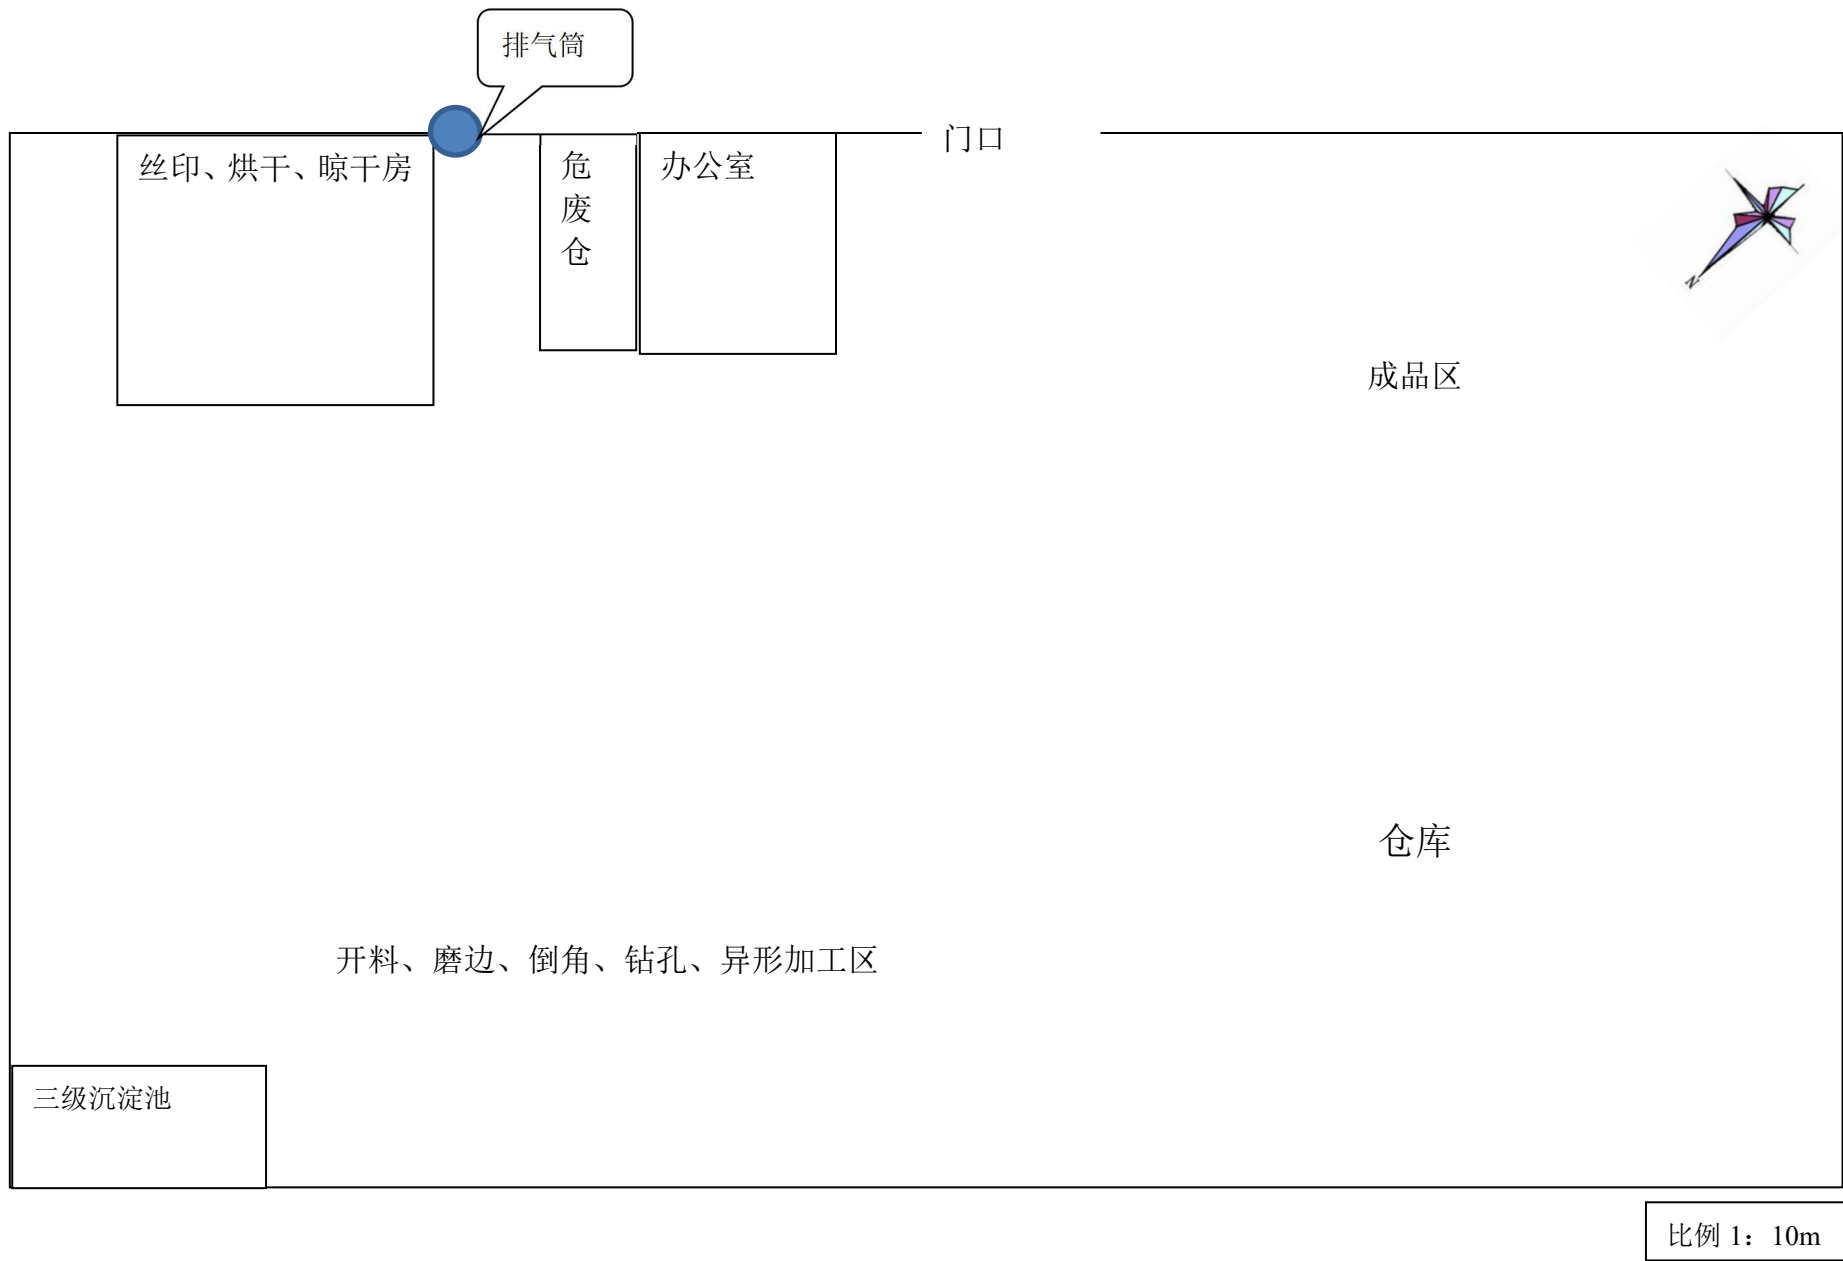 排气筒
门口
丝印、烘干、晾干房
危
废
仓
办公室
N
成品区
仓库
开料、磨边、倒角、钻孔、异形加工区
三级沉淀池
比例 1：10m